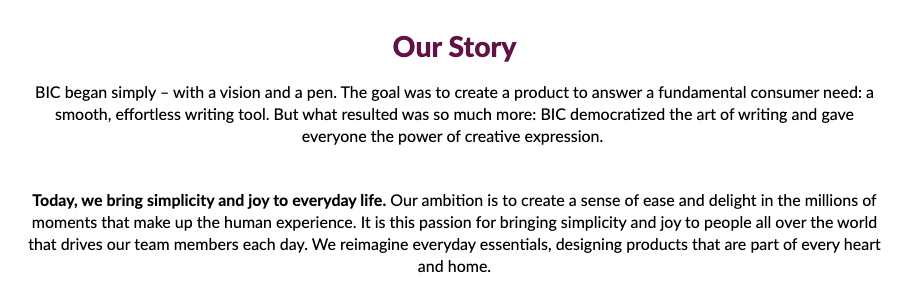 Our Story
BIC began simply – with a vision and a pen. The goal was to create a product to answer a fundamental consumer need: a
smooth, effortless writing tool. But what resulted was so much more: BIC democratized the art of writing and gave
everyone the power of creative expression.
Today, we bring simplicity and joy to everyday life. Our ambition is to create a sense of ease and delight in the millions of
moments that make up the human experience. It is this passion for bringing simplicity and joy to people all over the world
that drives our team members each day. We reimagine everyday essentials, designing products that are part of every heart
and home.